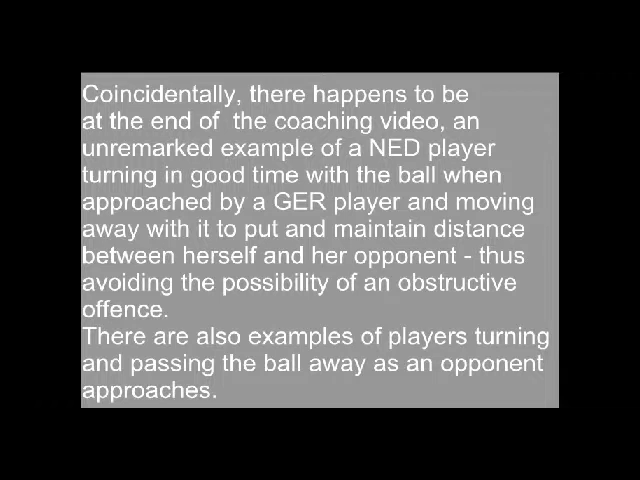 Coincidentally, there happens to be
at the end of  the coaching video, an
unremarked example of a NED player
turning in good time with the ball when
approached by a GER player and moving
away with it to put and maintain distance
between herself and her opponent - thus
avoiding the possibility of an obstructive
offence.
There are also examples of players turning
and passing the ball away as an opponent
approaches.